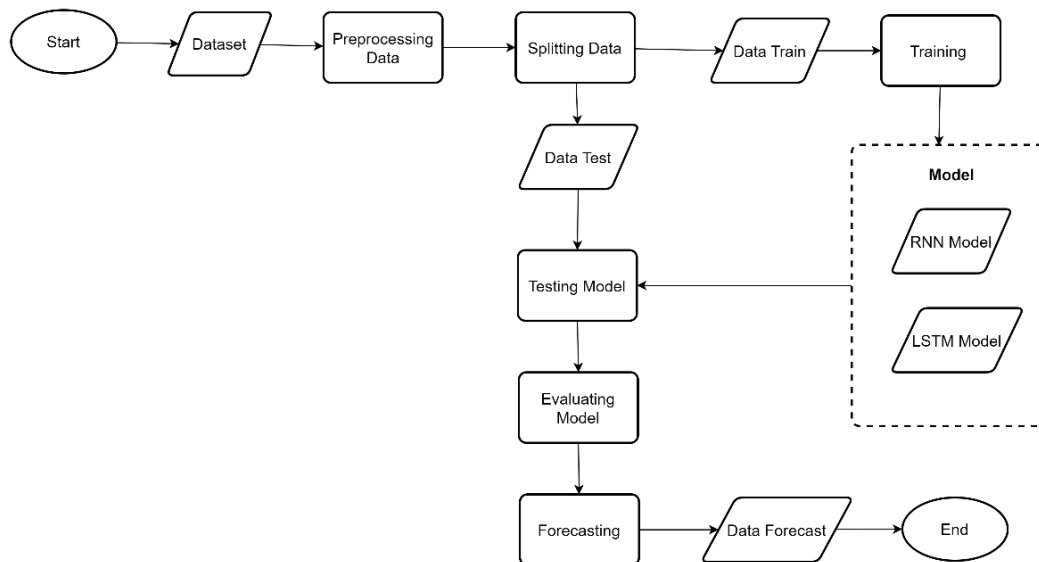 Start
Dataset
Preprocessing
Data
Splitting Data
Data Train
Training
Data Test
Model
RNN Model
Testing Model
LSTM Model
Evaluating
Model
Forecasting
Data Forecast
End